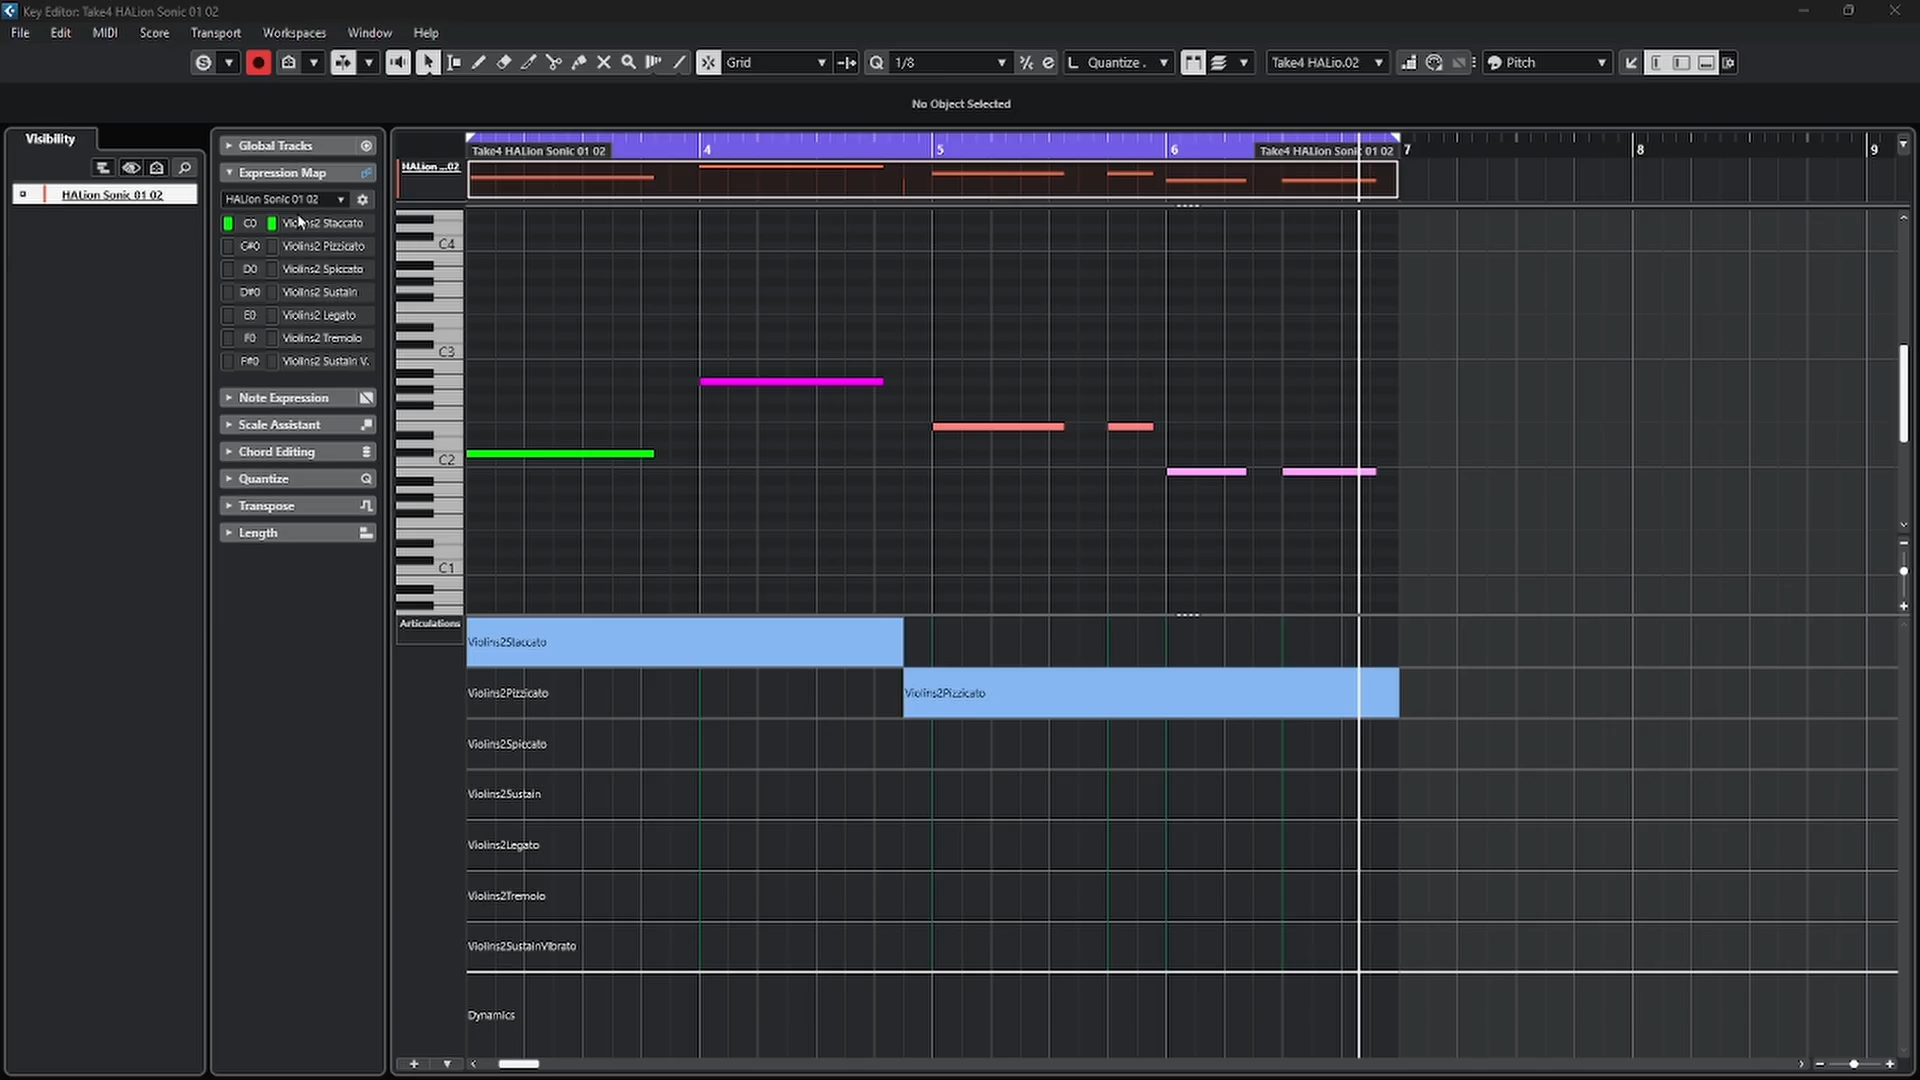 Key Editor: Take4 HALion Sonic 01 02
File Edit MIDI Score Transport Workspaces Window Help
Grid 1/8 Quantize . Take4 HALio.02 Pitch
No Object Selected
Visibility
HALion Sonic 01 02
Global Tracks
Expression Map
HALion Sonic 01 02
C0 Violins2 Staccato
C#0 Violins2 Pizzicato
D0 Violins2 Spiccato
D#0 Violins2 Sustain
E0 Violins2 Legato
F0 Violins2 Tremolo
F#0 Violins2 Sustain V.
Note Expression
Scale Assistant
Chord Editing
Quantize
Transpose
Length
4 5 6 7 8 9
Take4 HALion Sonic 01 02 Take4 HALion Sonic 01 02
HALion ...02
C4
C3
C2
C1
Articulations
Violins2Staccato
Violins2Pizzicato Violins2Pizzicato
Violins2Spiccato
Violins2Sustain
Violins2Legato
Violins2Tremolo
Violins2SustainVibrato
Dynamics